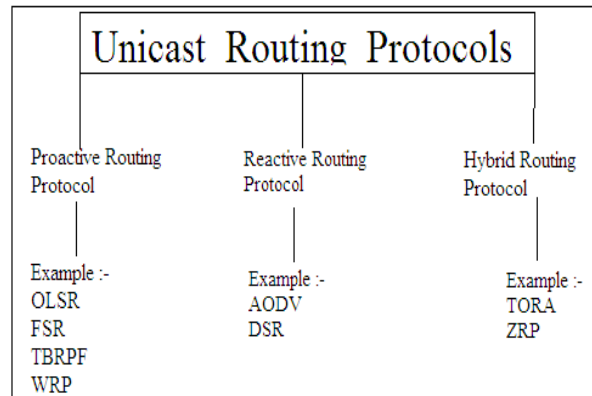 Unicast Routing Protocols
Proactive Routing
Protocol
Reactive Routing
Protocol
Hybrid Routing
Protocol
Example :-
OLSR
FSR
TBRPF
WRP
Example :-
AODV
DSR
Example :-
TORA
ZRP